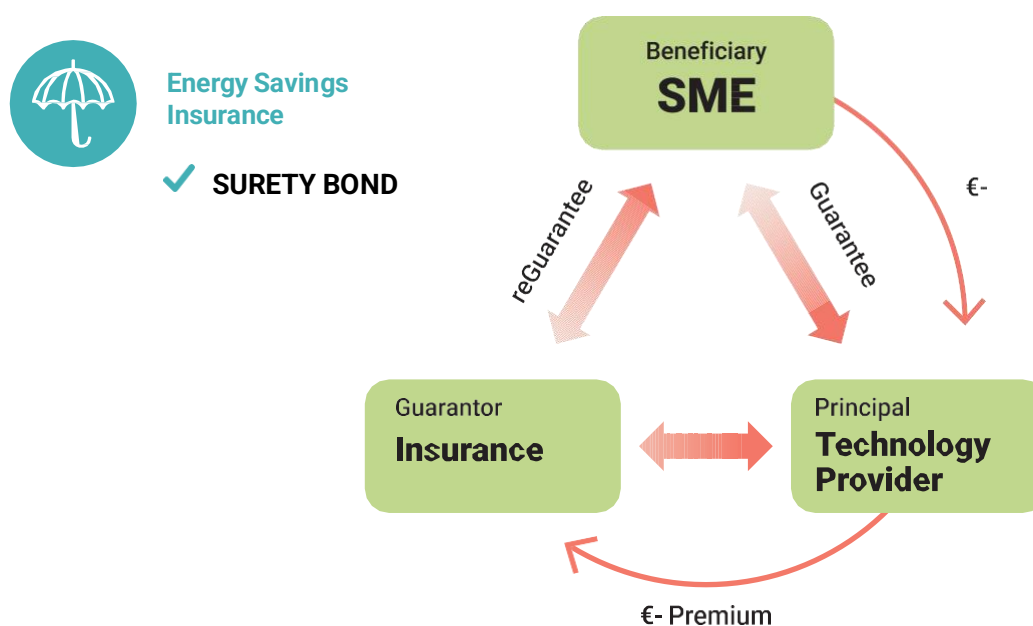 Energy Savings
Insurance
SURETY BOND
Beneficiary
SME
€-
reGuarantee
Guarantee
Guarantor
Insurance
Principal
Technology
Provider
€- Premium